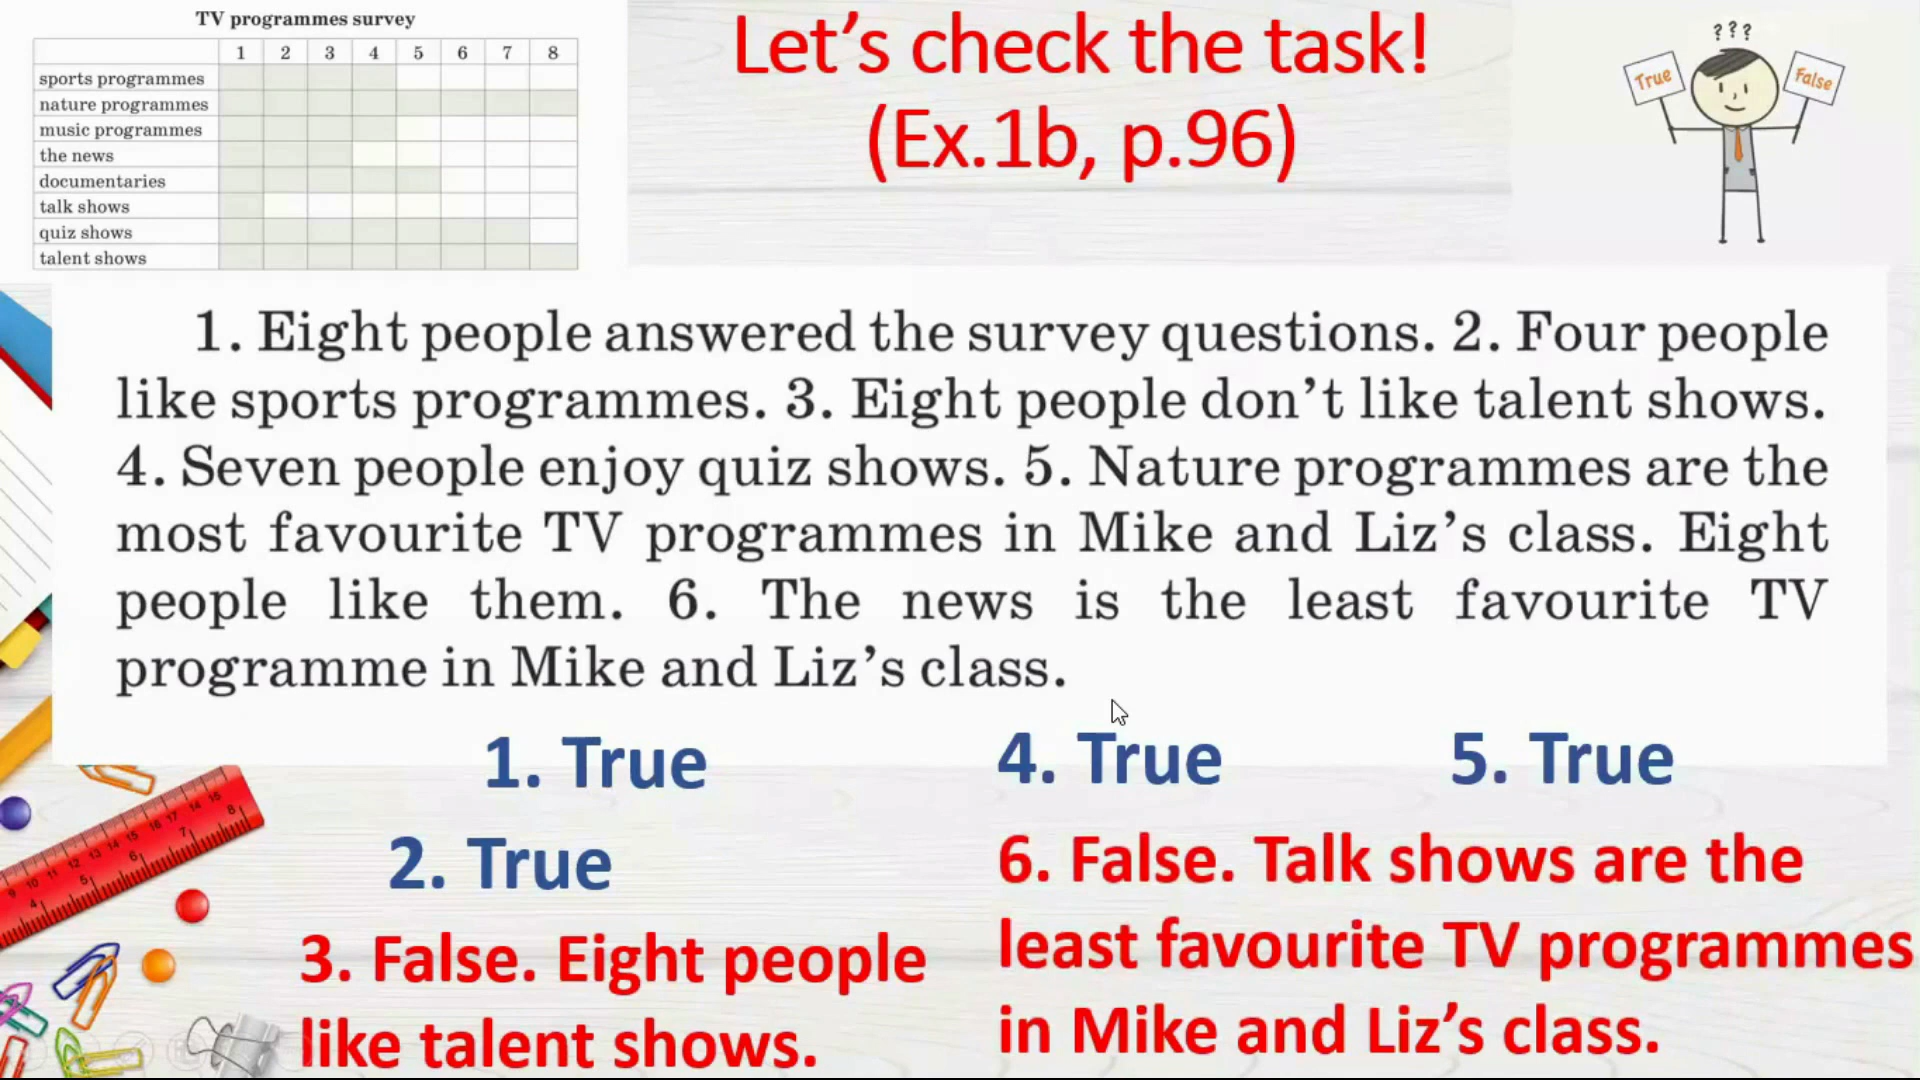 TV programmes survey
1 2 3 4 5 6 7 8
sports programmes
nature programmes
music programmes
the news
documentaries
talk shows
quiz shows
talent shows
Let’s check the task!
(Ex.1b, p.96)
? ? ?
True
False
1. Eight people answered the survey questions. 2. Four people
like sports programmes. 3. Eight people don’t like talent shows.
4. Seven people enjoy quiz shows. 5. Nature programmes are the
most favourite TV programmes in Mike and Liz’s class. Eight
people like them. 6. The news is the least favourite TV
programme in Mike and Liz’s class.
1. True
2. True
3. False. Eight people
like talent shows.
4. True
5. True
6. False. Talk shows are the
least favourite TV programmes
in Mike and Liz’s class.